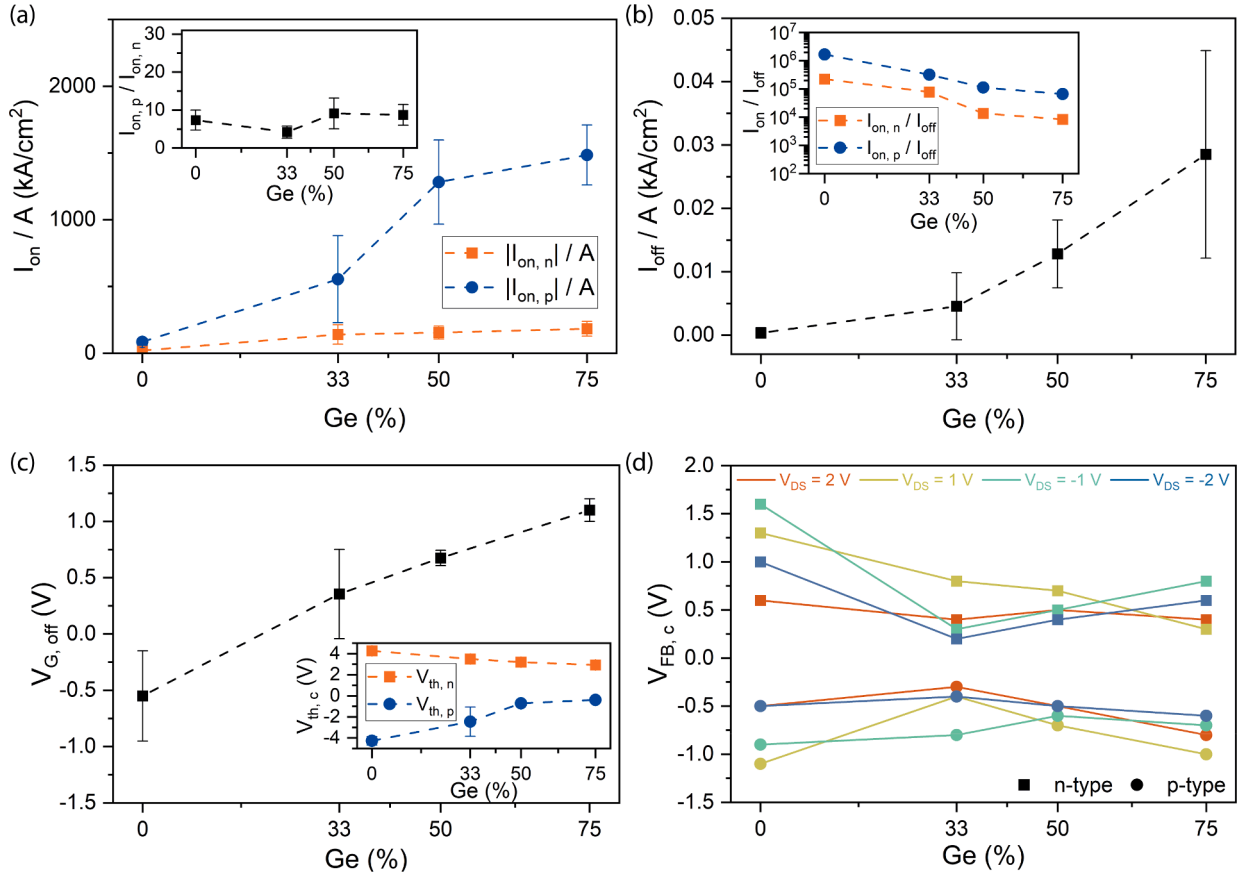 (a)
I_on / A (kA/cm²)
2000
1000
0
0 33 50 75
Ge (%)
|I_on, n| / A
|I_on, p| / A
I_on, p / I_on, n
30
20
10
0
0 33 50 75
Ge (%)
(b)
I_off / A (kA/cm²)
0.05
0.04
0.03
0.02
0.01
0.00
0 33 50 75
Ge (%)
I_on / I_off
10⁷
10⁶
10⁵
10⁴
10³
10²
I_on, n / I_off
I_on, p / I_off
0 33 50 75
Ge (%)
(c)
V_G, off (V)
1.5
1.0
0.5
0.0
-0.5
-1.0
-1.5
0 33 50 75
Ge (%)
V_th, c (V)
4
2
0
-2
-4
V_th, n
V_th, p
0 33 50 75
Ge (%)
(d)
V_FB, c (V)
2.0
1.5
1.0
0.5
0.0
-0.5
-1.0
-1.5
V_DS = 2 V V_DS = 1 V V_DS = -1 V V_DS = -2 V
n-type p-type
0 33 50 75
Ge (%)